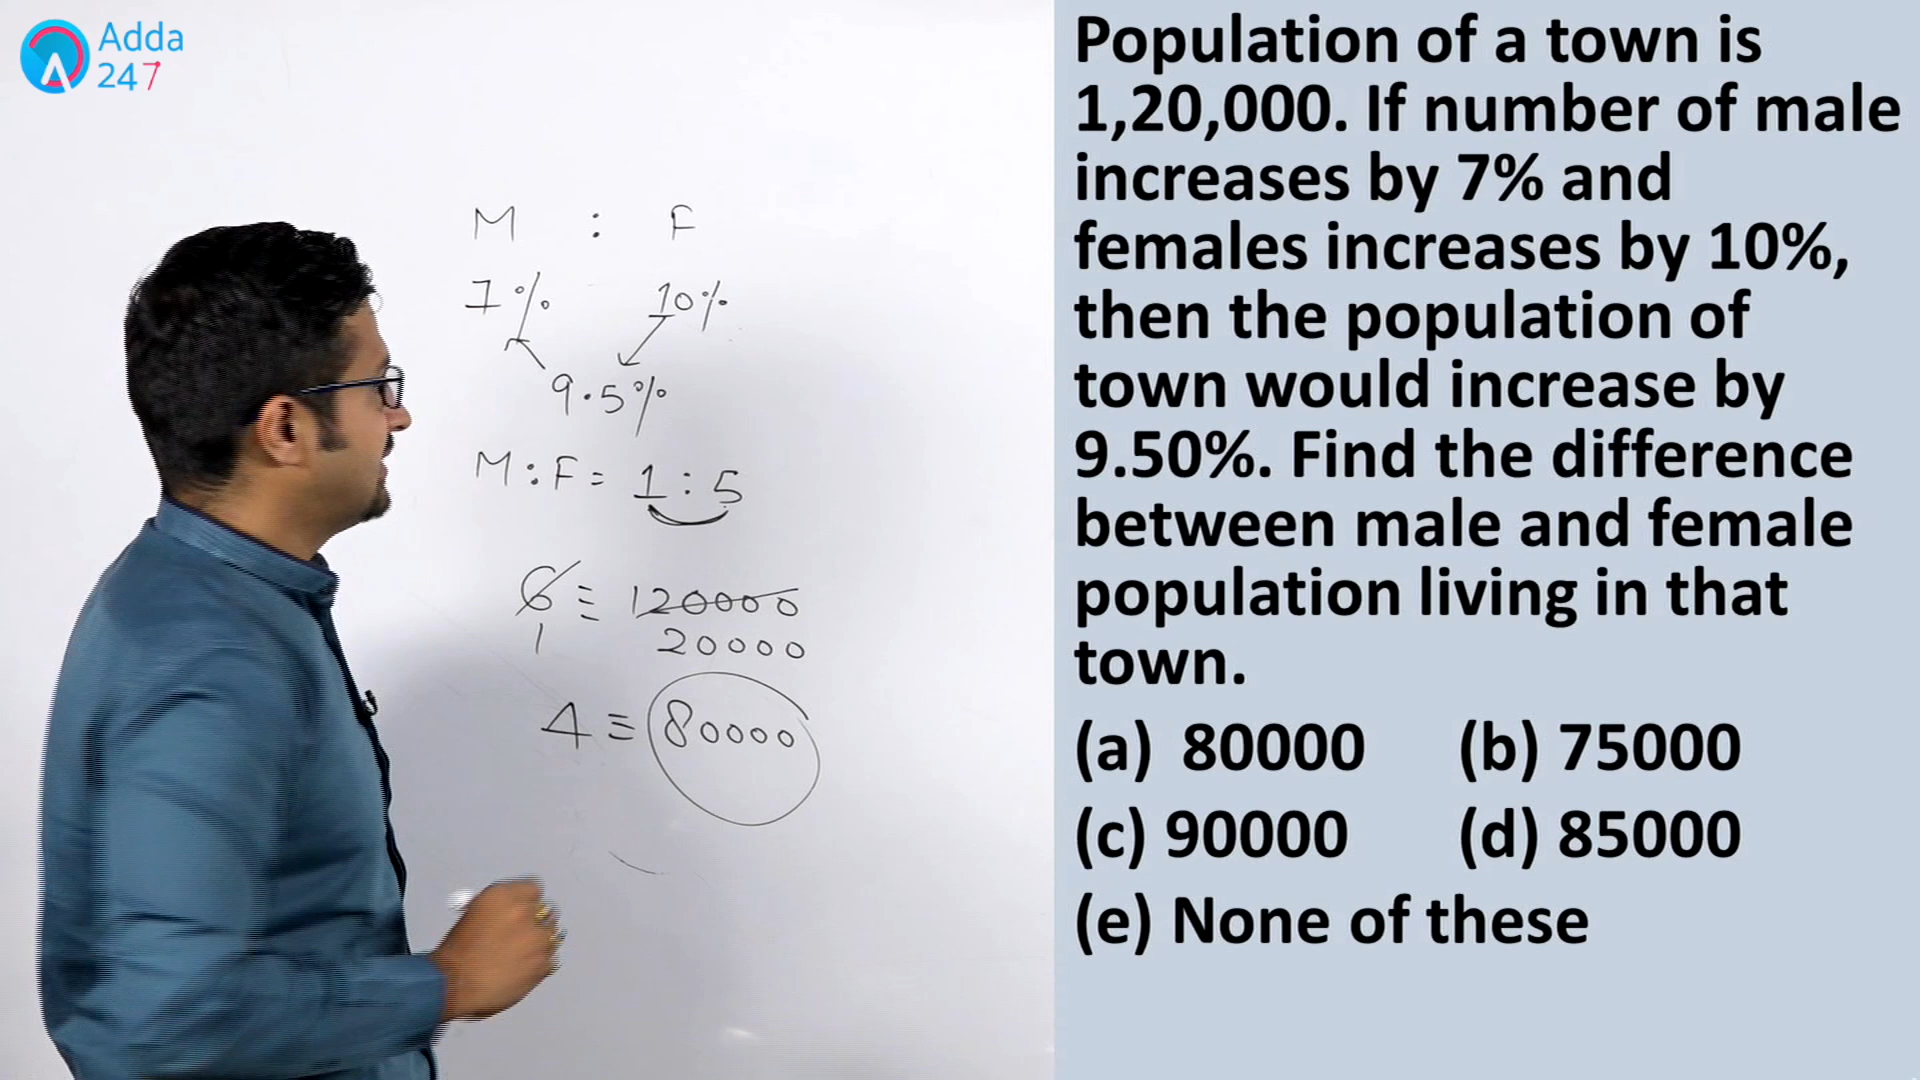 Adda
247
M : F
7% 10%
9.5%
M:F= 1:5
6 ≡ 120000
1 20000
4 ≡ 80000
Population of a town is
1,20,000. If number of male
increases by 7% and
females increases by 10%,
then the population of
town would increase by
9.50%. Find the difference
between male and female
population living in that
town.
(a) 80000 (b) 75000
(c) 90000 (d) 85000
(e) None of these